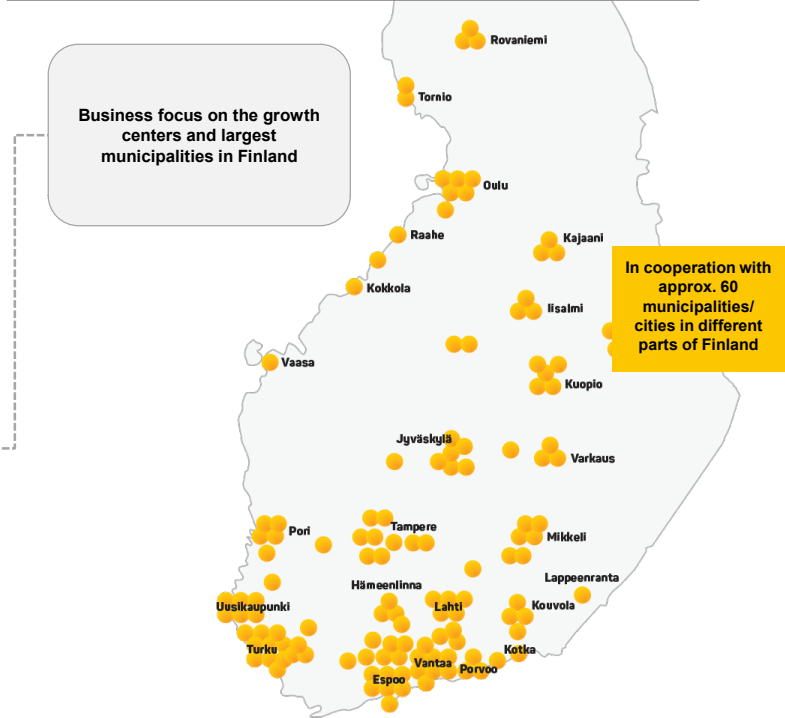 Rovaniemi
Tornio
Business focus on the growth
centers and largest
municipalities in Finland
Oulu
Raahe
Kajaani
In cooperation with
approx. 60
municipalities/
cities in different
parts of Finland
Kokkola
Iisalmi
Vaasa
Kuopio
Jyväskylä
Varkaus
Pori
Tampere
Mikkeli
Lappeenranta
Hämeenlinna
Uusikaupunki
Lahti
Kouvola
Turku
Kotka
Vantaa
Porvoo
Espoo